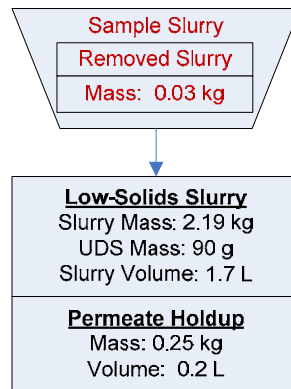 Sample Slurry
Removed Slurry
Mass: 0.03 kg
Low-Solids Slurry
Slurry Mass: 2.19 kg
UDS Mass: 90 g
Slurry Volume: 1.7 L
Permeate Holdup
Mass: 0.25 kg
Volume: 0.2 L